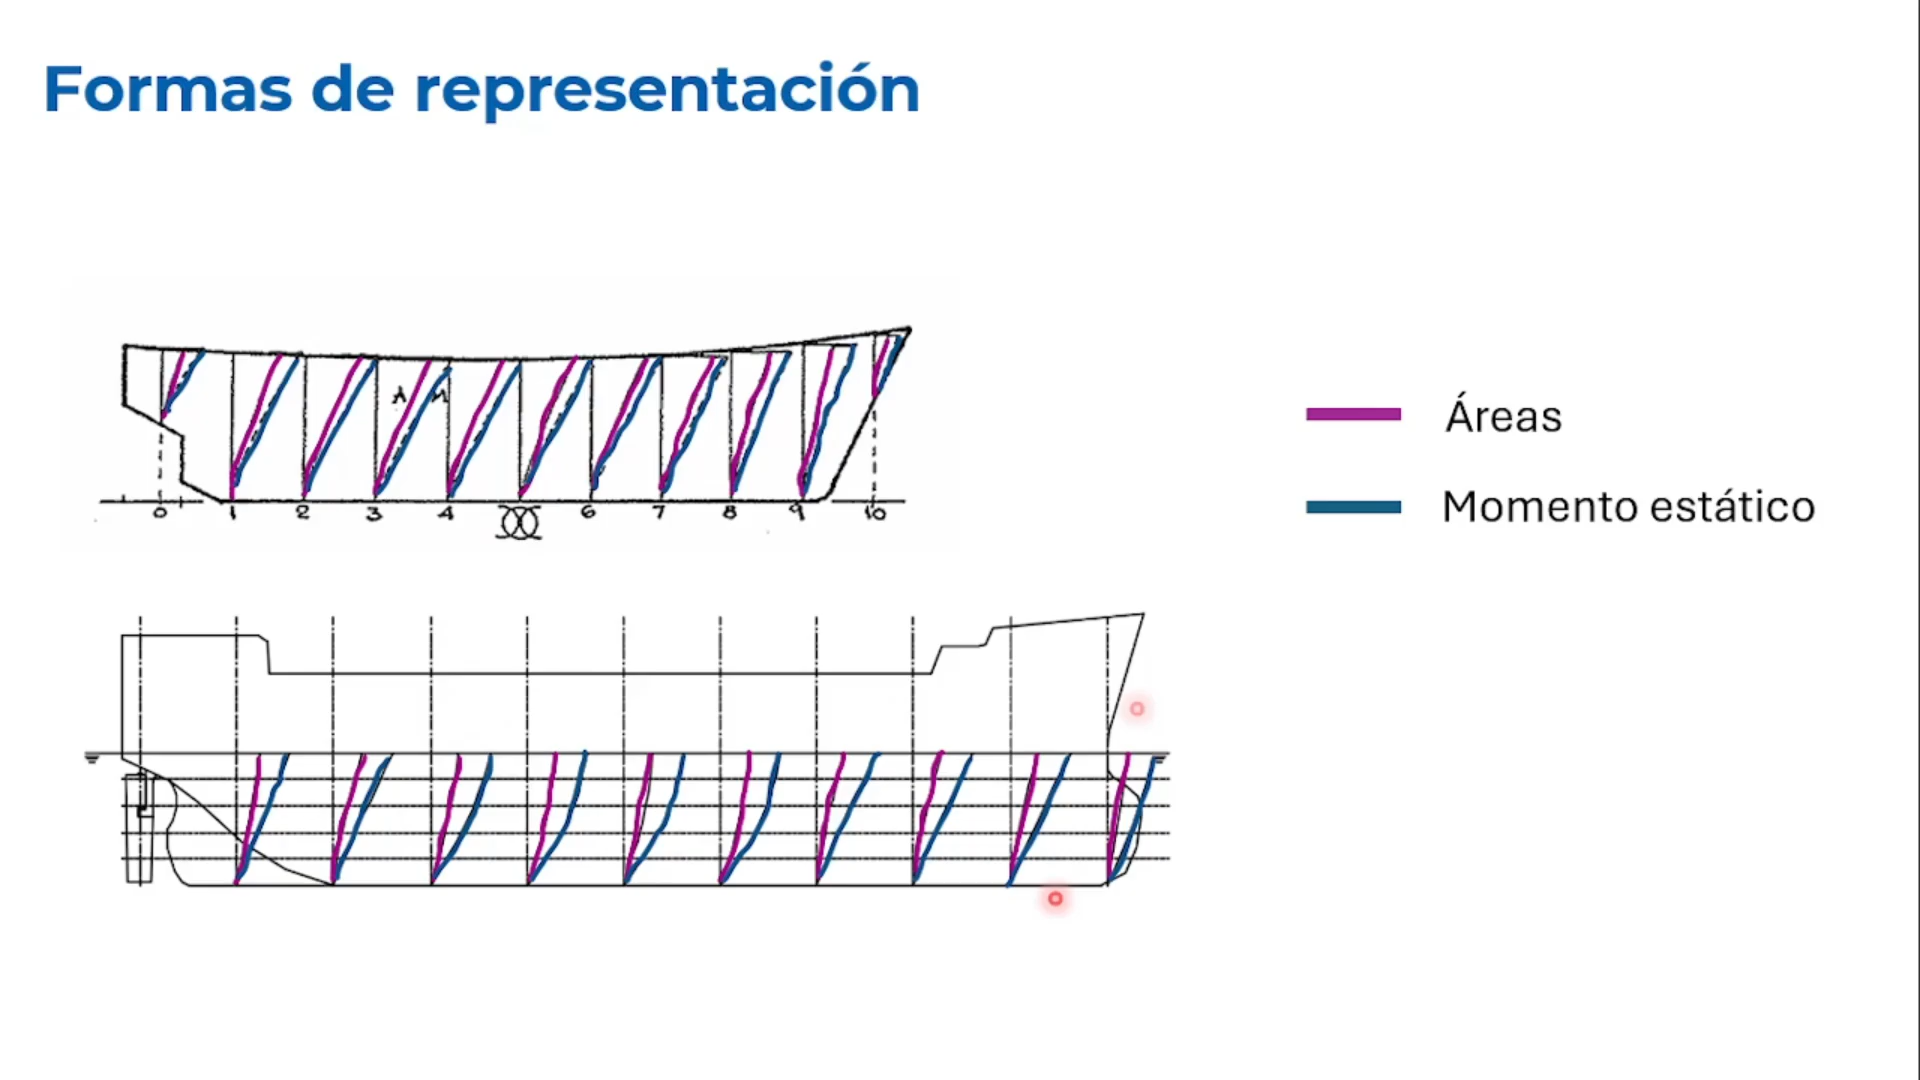 Formas de representación
A M
0 1 2 3 4 6 7 8 9 10
Áreas
Momento estático